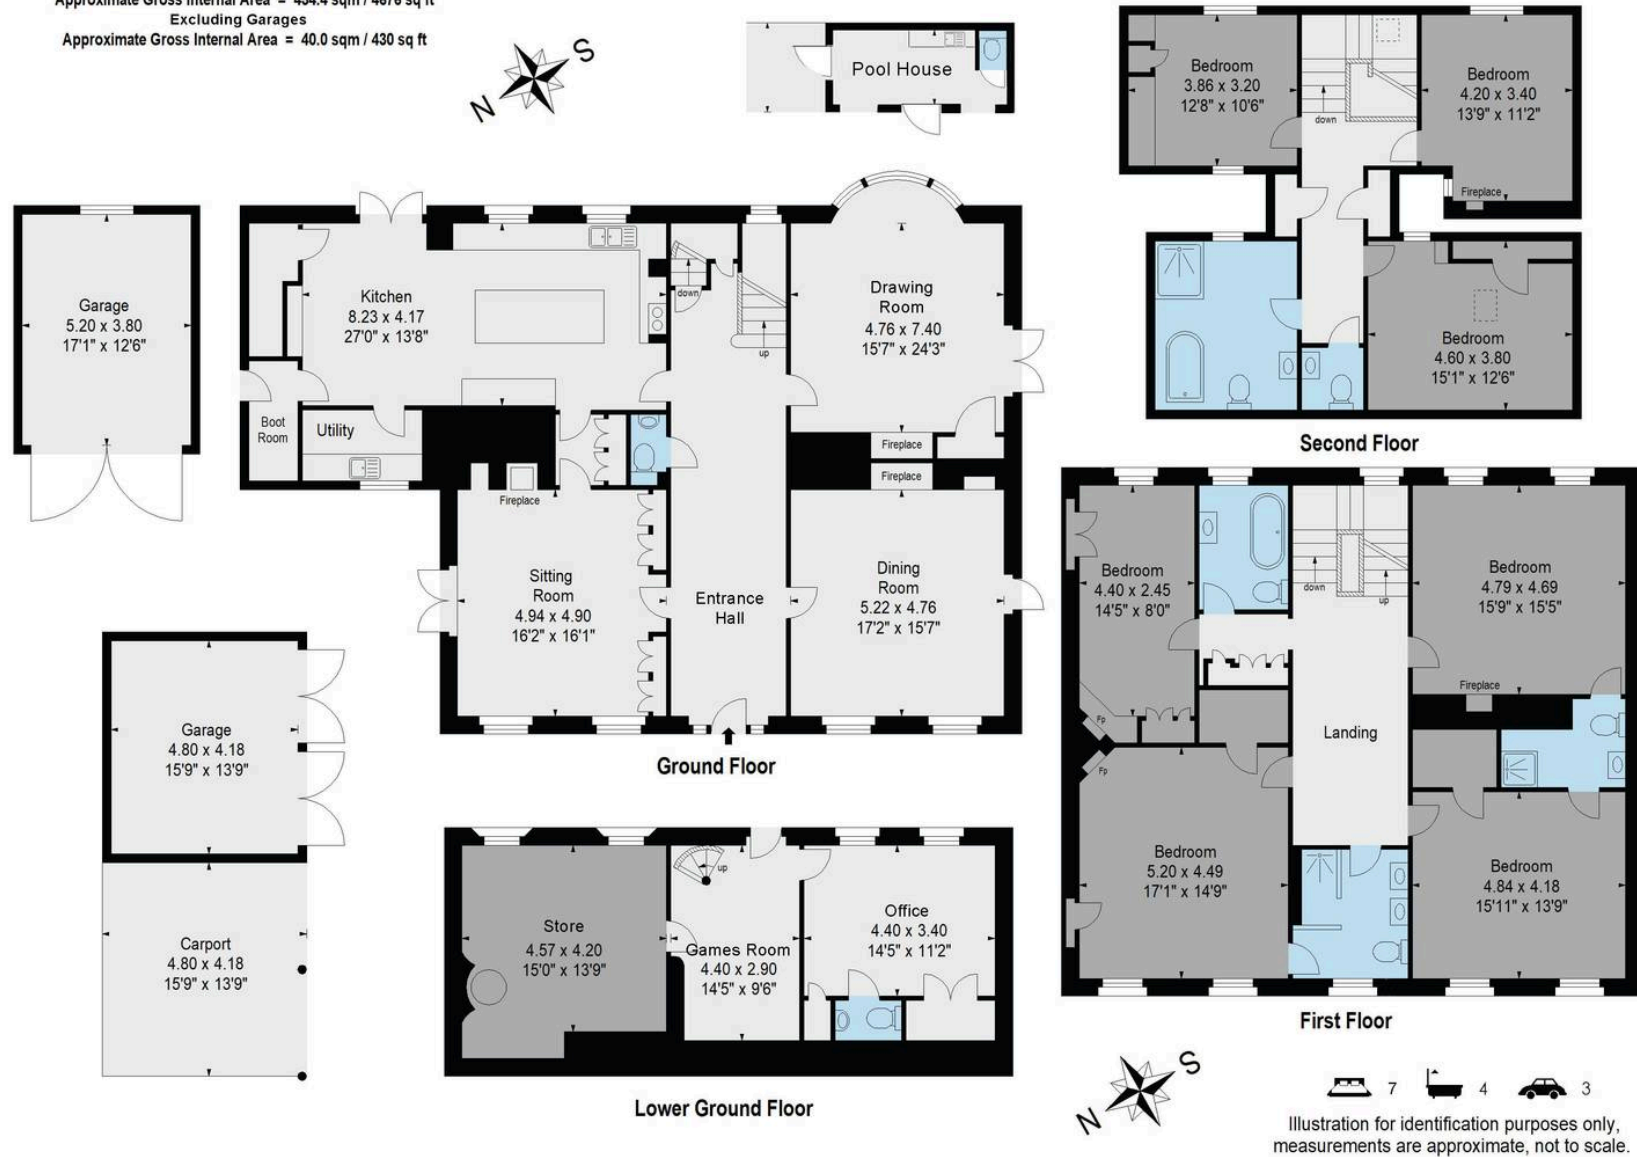 Approximate Gross Internal Area = 454.4 sqm / 4876 sq ft
Excluding Garages
Approximate Gross Internal Area = 40.0 sqm / 430 sq ft
N
S
Pool House
Garage
5.20 x 3.80
17'1" x 12'6"
Kitchen
8.23 x 4.17
27'0" x 13'8"
down
up
Drawing
Room
4.76 x 7.40
15'7" x 24'3"
Boot
Room
Utility
Fireplace
Fireplace
Fireplace
Sitting
Room
4.94 x 4.90
16'2" x 16'1"
Entrance
Hall
Dining
Room
5.22 x 4.76
17'2" x 15'7"
Ground Floor
Garage
4.80 x 4.18
15'9" x 13'9"
Carport
4.80 x 4.18
15'9" x 13'9"
Store
4.57 x 4.20
15'0" x 13'9"
up
Games Room
4.40 x 2.90
14'5" x 9'6"
Office
4.40 x 3.40
14'5" x 11'2"
Lower Ground Floor
Bedroom
3.86 x 3.20
12'8" x 10'6"
down
Bedroom
4.20 x 3.40
13'9" x 11'2"
Fireplace
Bedroom
4.60 x 3.80
15'1" x 12'6"
Second Floor
Bedroom
4.40 x 2.45
14'5" x 8'0"
down
up
Bedroom
4.79 x 4.69
15'9" x 15'5"
Fireplace
Fp
Fp
Landing
Bedroom
5.20 x 4.49
17'1" x 14'9"
Bedroom
4.84 x 4.18
15'11" x 13'9"
First Floor
N
S
7 4 3
Illustration for identification purposes only,
measurements are approximate, not to scale.